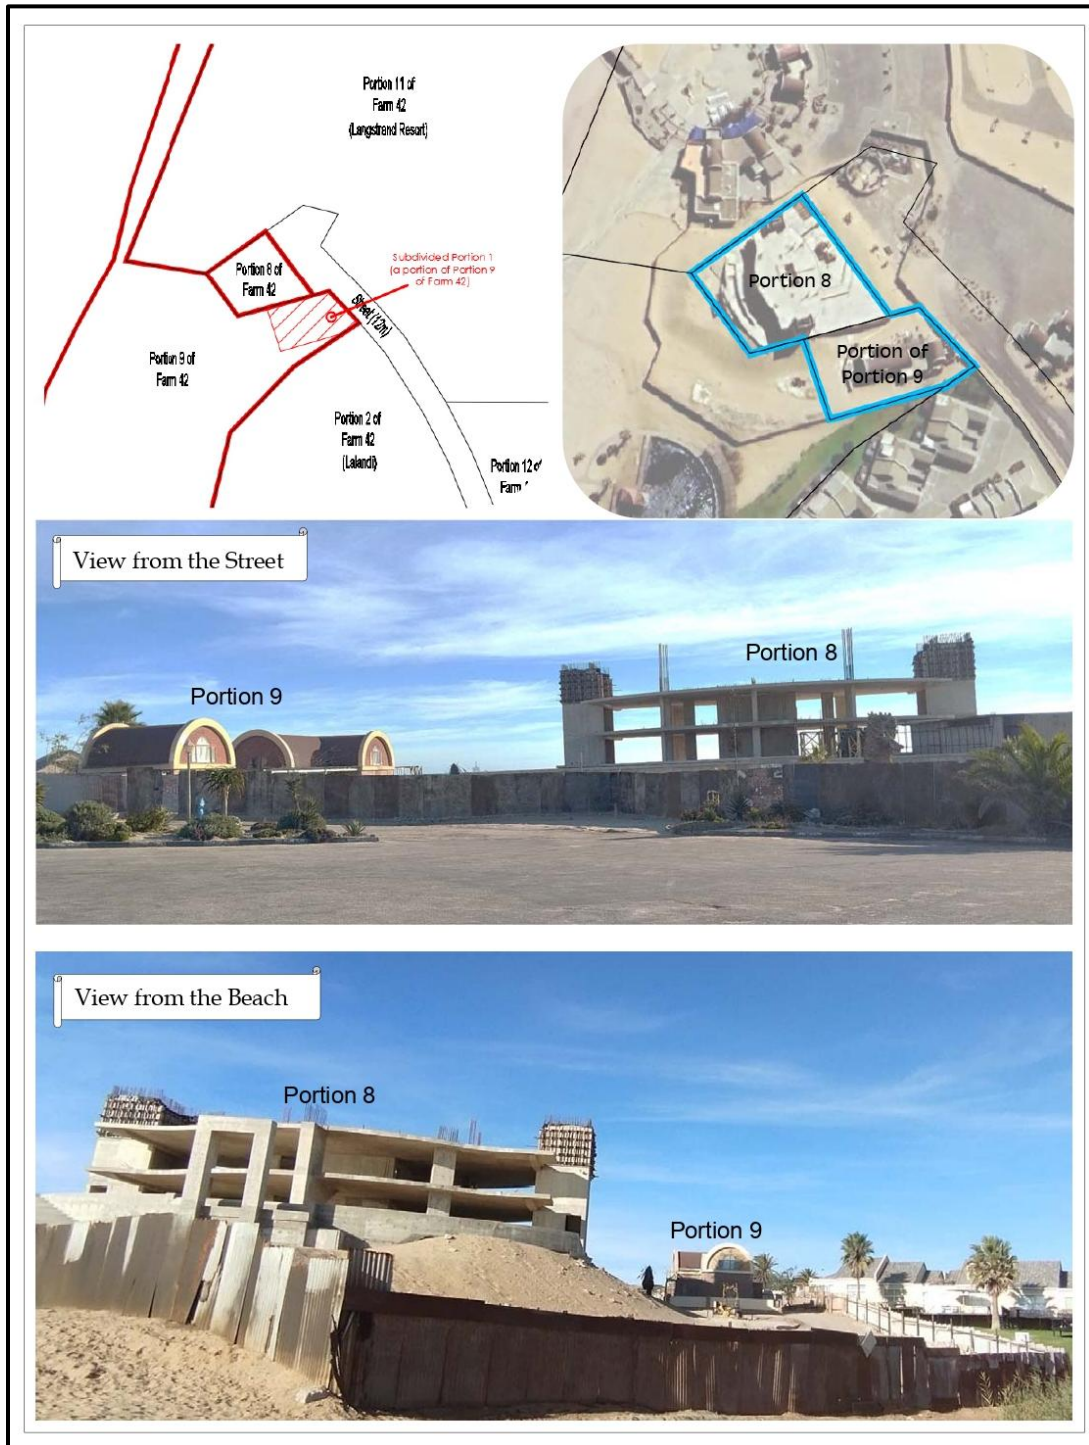 Portion 11 of
Farm 42
(Langstrand Resort)
Portion 8 of
Farm 42
Subdivided Portion 1
(a portion of Portion 9
of Farm 42)
Street (12m)
Portion 9 of
Farm 42
Portion 2 of
Farm 42
(Lalandi)
Portion 12 of
Farm
Portion 8
Portion of
Portion 9
View from the Street
Portion 9
Portion 8
View from the Beach
Portion 8
Portion 9